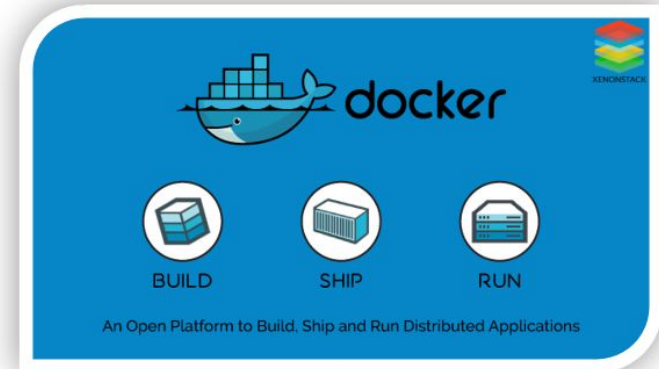 XENONSTACK
docker
BUILD SHIP RUN
An Open Platform to Build, Ship and Run Distributed Applications